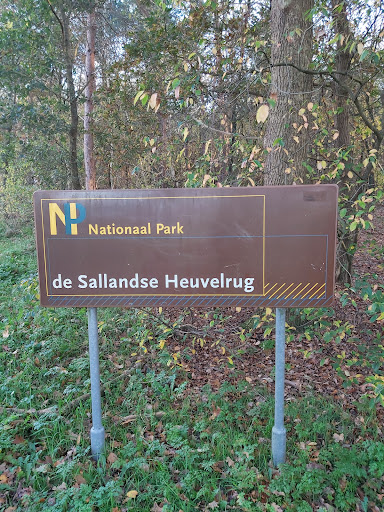 NP
Nationaal Park
de Sallandse Heuvelrug